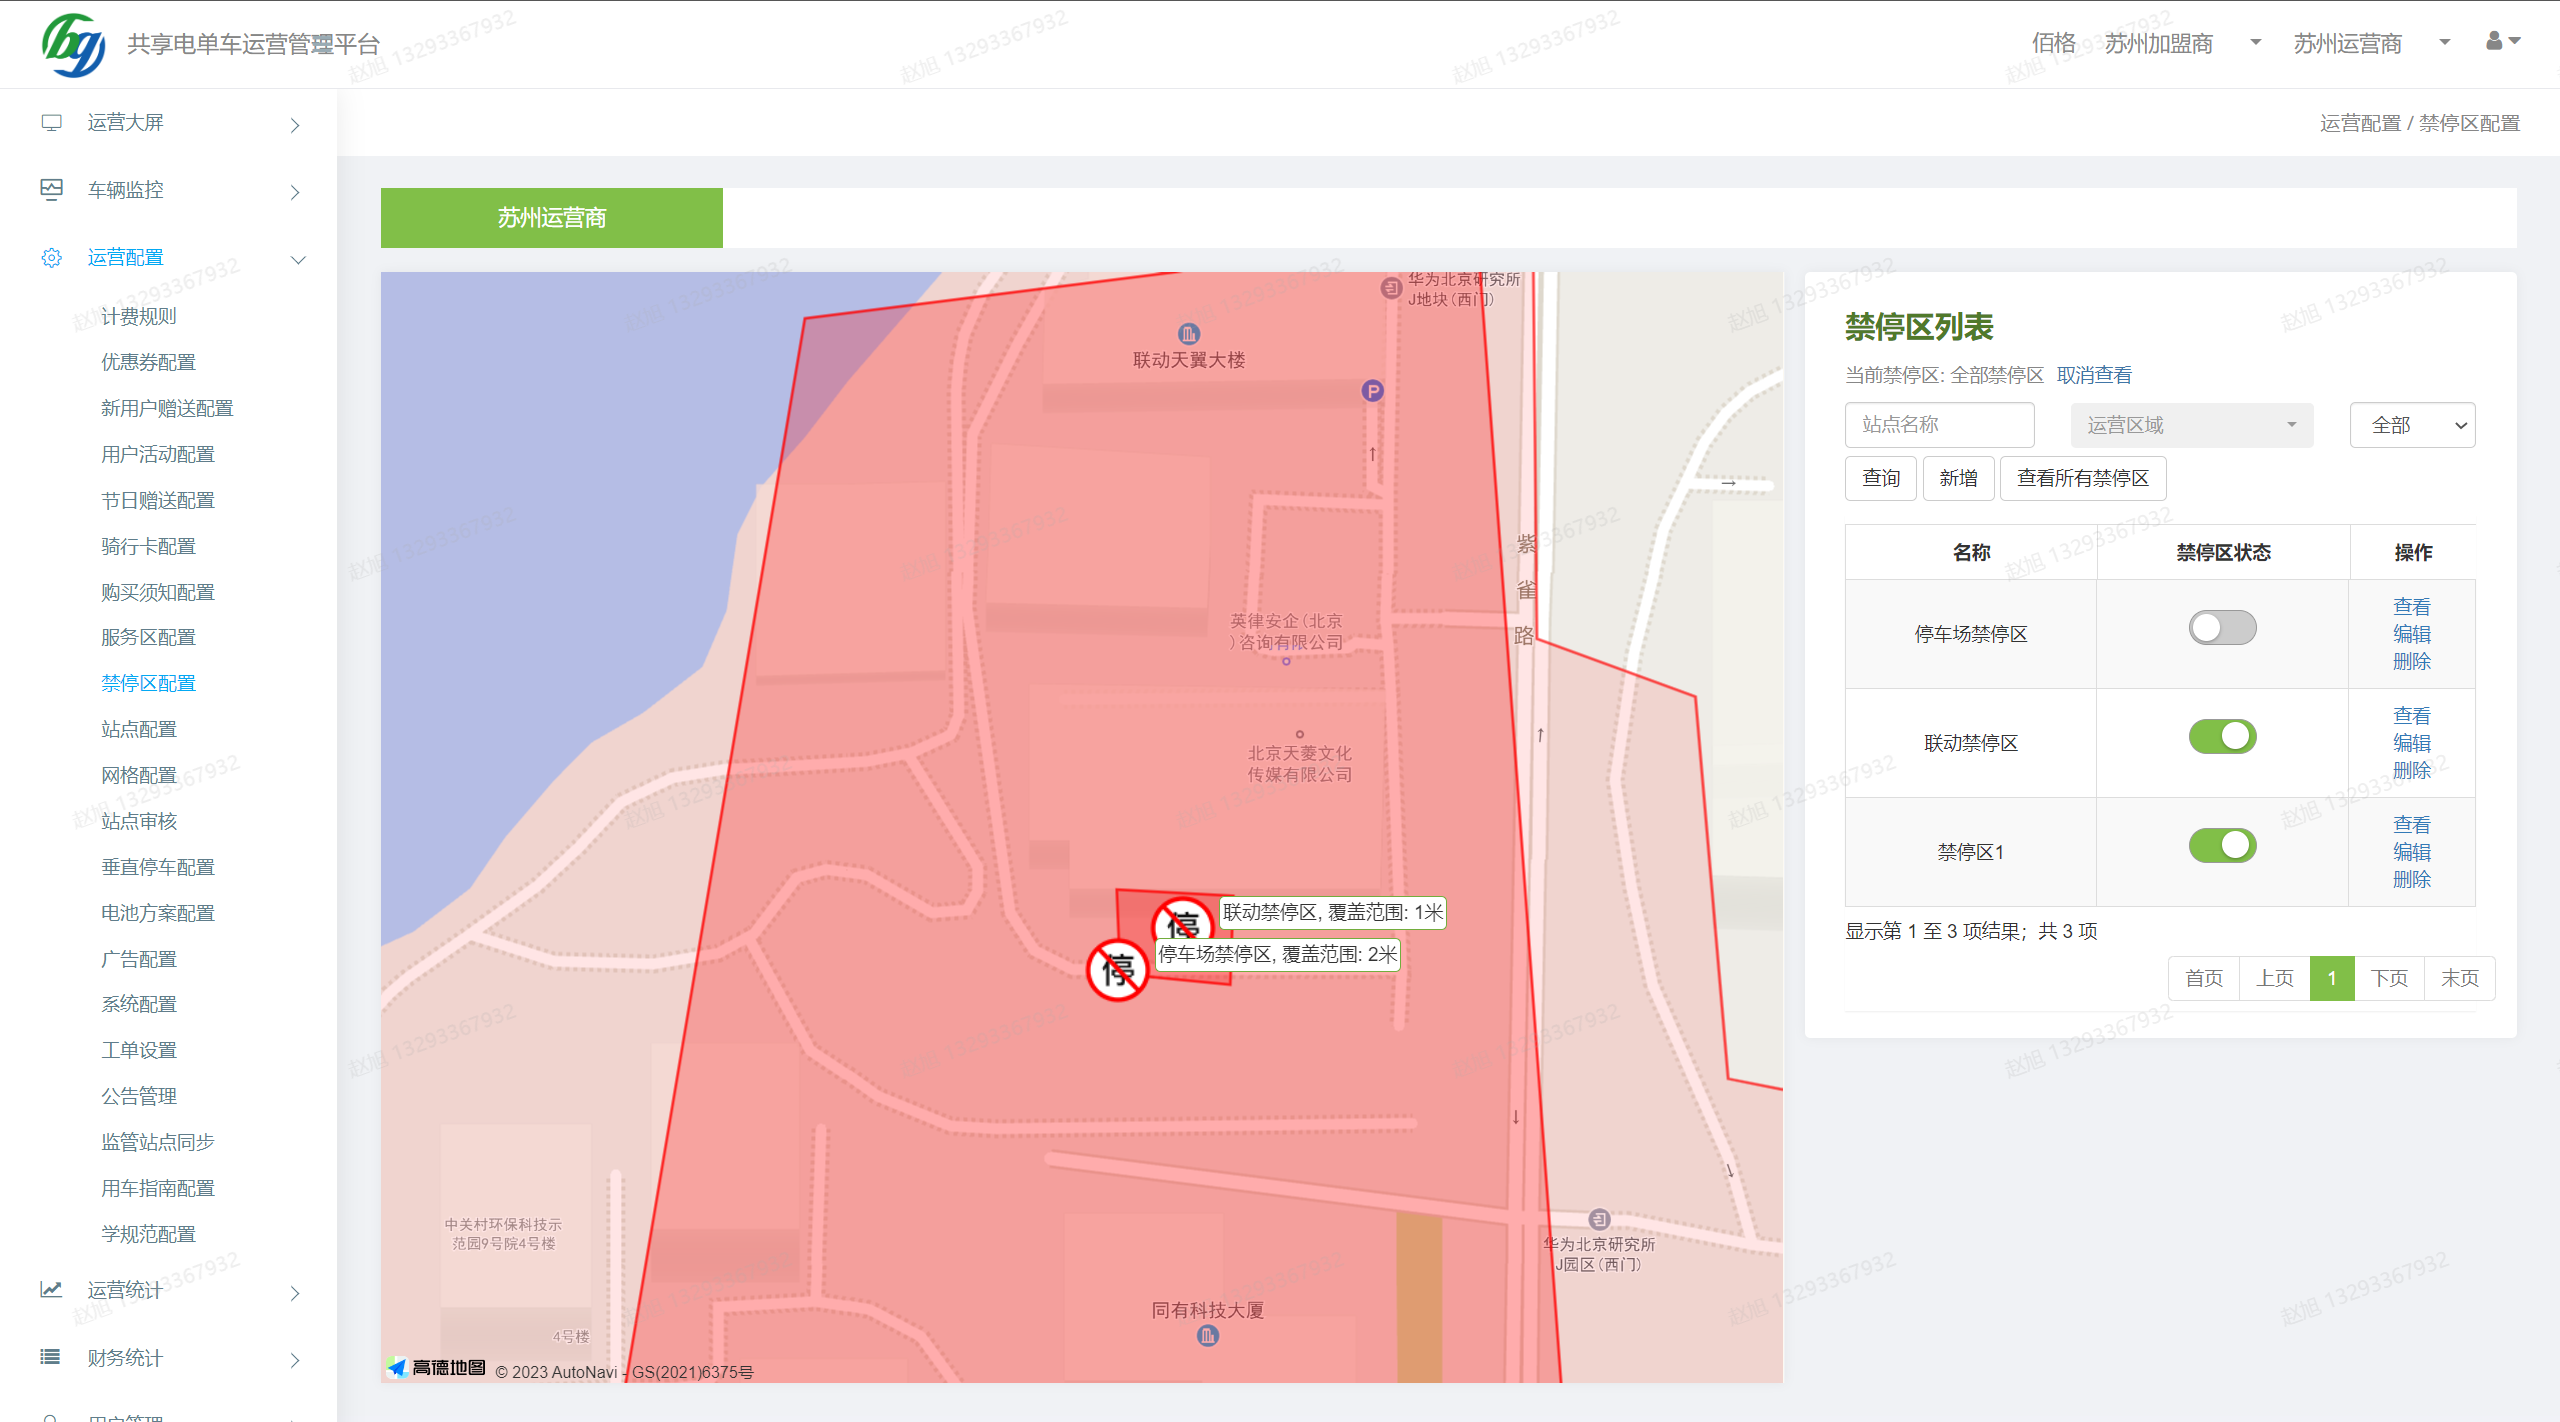 共享电单车运营管理平台
佰格
苏州加盟商
苏州运营商
运营大屏
车辆监控
运营配置
计费规则
优惠券配置
新用户赠送配置
用户活动配置
节日赠送配置
骑行卡配置
购买须知配置
服务区配置
禁停区配置
站点配置
网格配置
站点审核
垂直停车配置
电池方案配置
广告配置
系统配置
工单设置
公告管理
监管站点同步
用车指南配置
学规范配置
运营统计
财务统计
用户管理
运营配置 / 禁停区配置
苏州运营商
华为北京研究所
J地块(西门)
联动天翼大楼
P
紫
雀
路
英律安企(北京
)咨询有限公司
北京天菱文化
传媒有限公司
停
联动禁停区, 覆盖范围: 1米
停
停车场禁停区, 覆盖范围: 2米
中关村环保科技示
范园9号院4号楼
华为北京研究所
J园区(西门)
同有科技大厦
4号楼
高德地图
© 2023 AutoNavi - GS(2021)6375号
禁停区列表
当前禁停区: 全部禁停区 取消查看
站点名称
运营区域
全部
查询
新增
查看所有禁停区
名称 禁停区状态 操作
停车场禁停区
查看
编辑
删除
联动禁停区
查看
编辑
删除
禁停区1
查看
编辑
删除
显示第 1 至 3 项结果；共 3 项
首页 上页 1 下页 末页
赵旭 13293367932